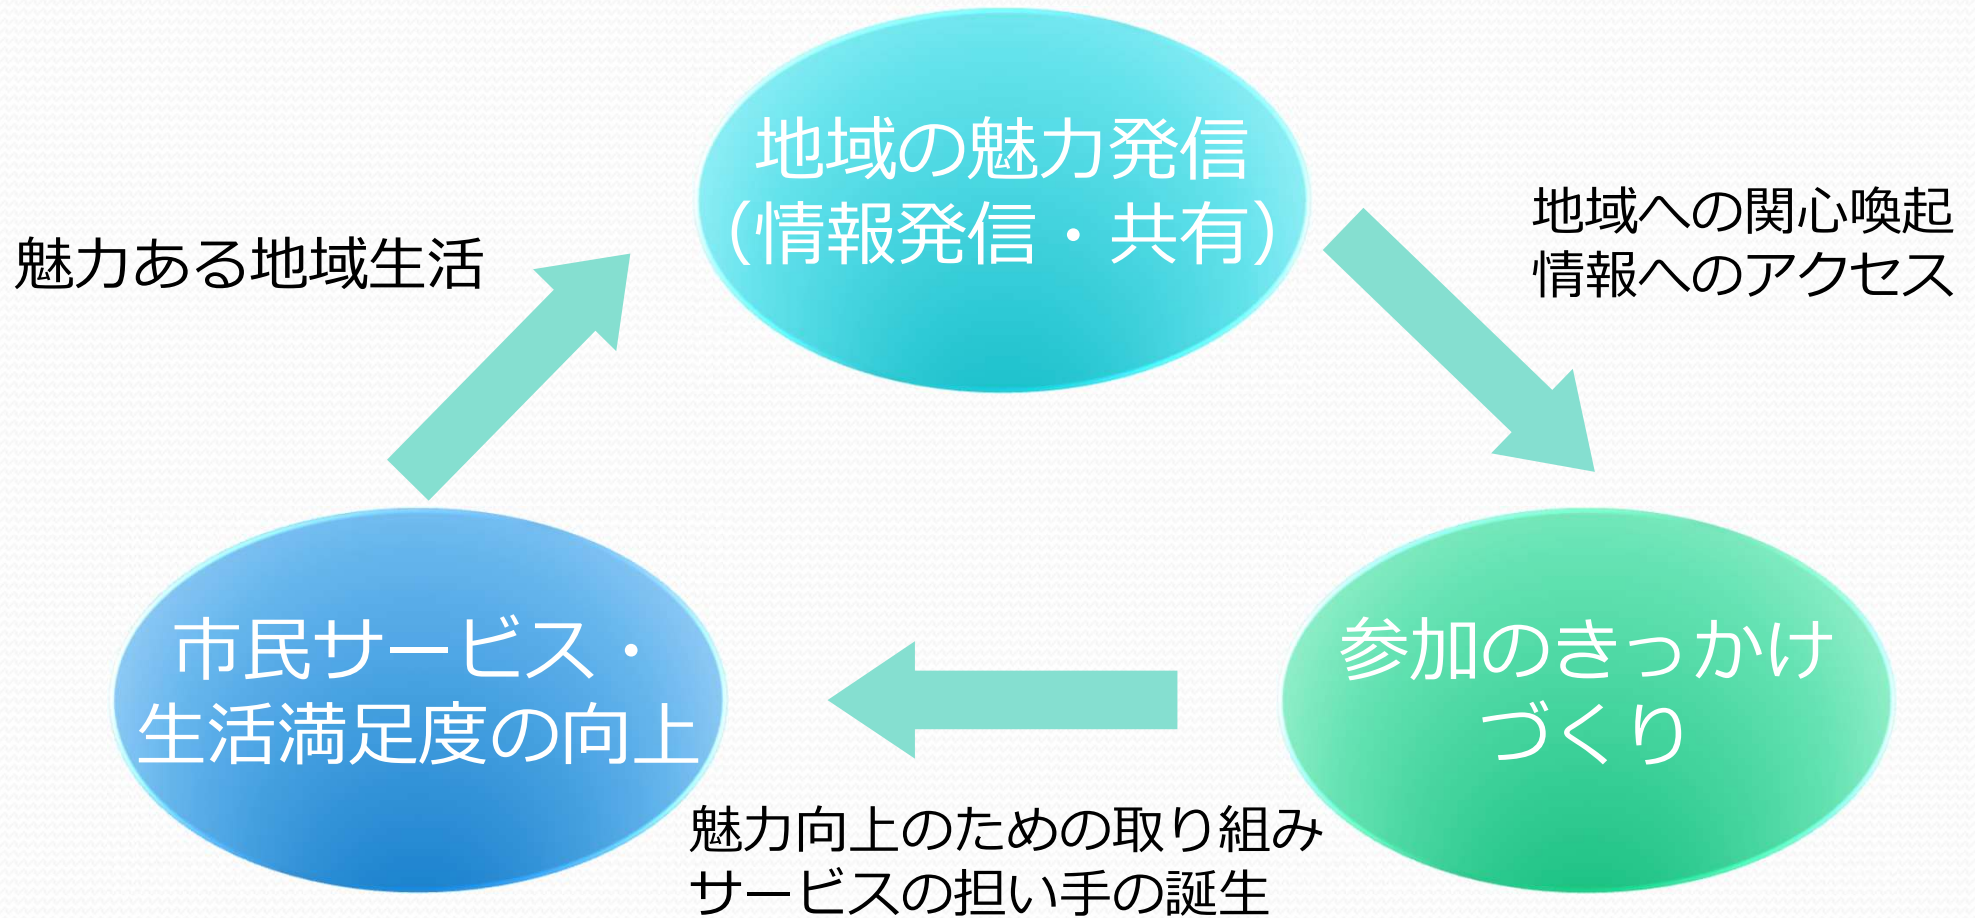 地域の魅力発信
（情報発信・共有）
地域への関心喚起
情報へのアクセス
魅力ある地域生活
参加のきっかけ
づくり
市民サービス・
生活満足度の向上
魅力向上のための取り組み
サービスの担い手の誕生